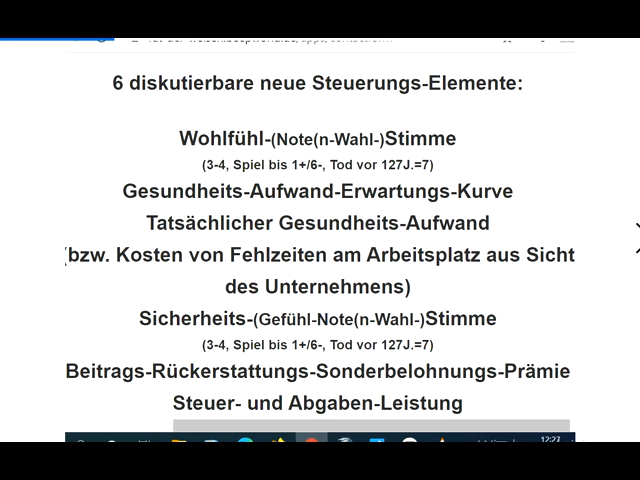 6 diskutierbare neue Steuerungs-Elemente:
Wohlfühl-(Note(n-Wahl-)Stimme
(3-4, Spiel bis 1+/6-, Tod vor 127J.=7)
Gesundheits-Aufwand-Erwartungs-Kurve
Tatsächlicher Gesundheits-Aufwand
(bzw. Kosten von Fehlzeiten am Arbeitsplatz aus Sicht
des Unternehmens)
Sicherheits-(Gefühl-Note(n-Wahl-)Stimme
(3-4, Spiel bis 1+/6-, Tod vor 127J.=7)
Beitrags-Rückerstattungs-Sonderbelohnungs-Prämie
Steuer- und Abgaben-Leistung
12:27